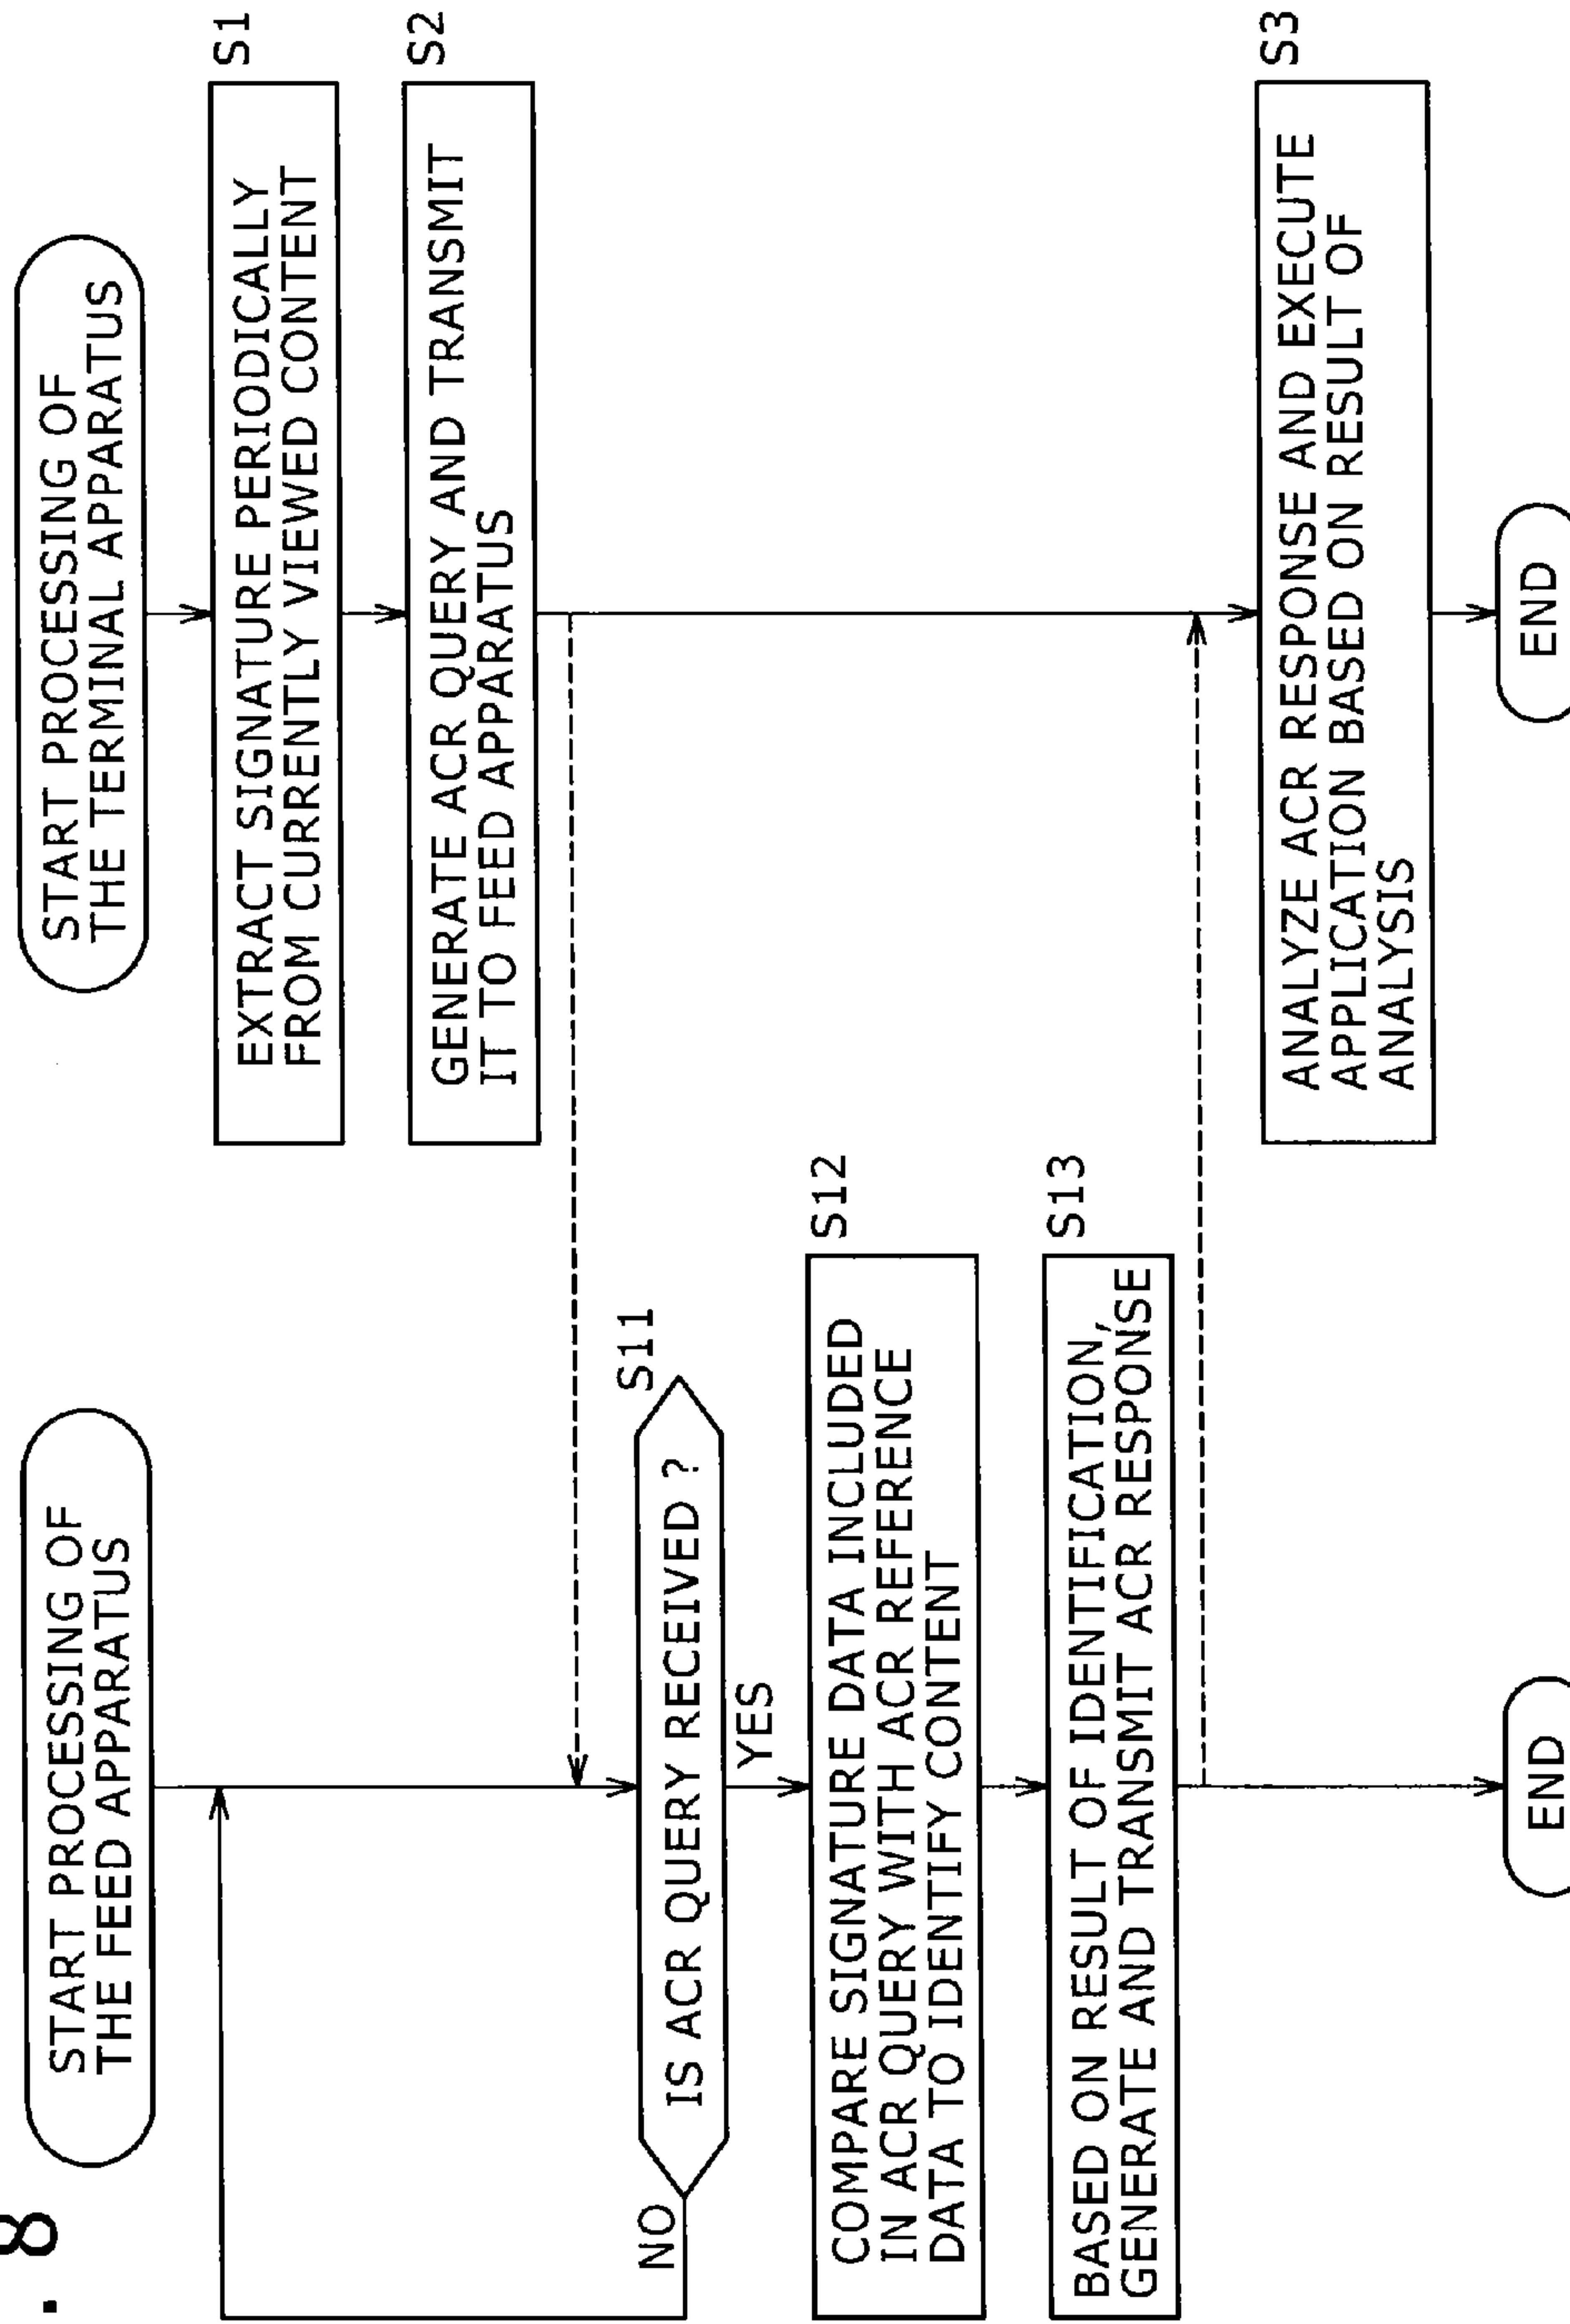 . 8
START PROCESSING OF
THE FEED APPARATUS
IS ACR QUERY RECEIVED ?
S11
NO
YES
COMPARE SIGNATURE DATA INCLUDED
IN ACR QUERY WITH ACR REFERENCE
DATA TO IDENTIFY CONTENT
S12
BASED ON RESULT OF IDENTIFICATION,
GENERATE AND TRANSMIT ACR RESPONSE
S13
END
START PROCESSING OF
THE TERMINAL APPARATUS
EXTRACT SIGNATURE PERIODICALLY
FROM CURRENTLY VIEWED CONTENT
S1
GENERATE ACR QUERY AND TRANSMIT
IT TO FEED APPARATUS
S2
ANALYZE ACR RESPONSE AND EXECUTE
APPLICATION BASED ON RESULT OF
ANALYSIS
S3
END